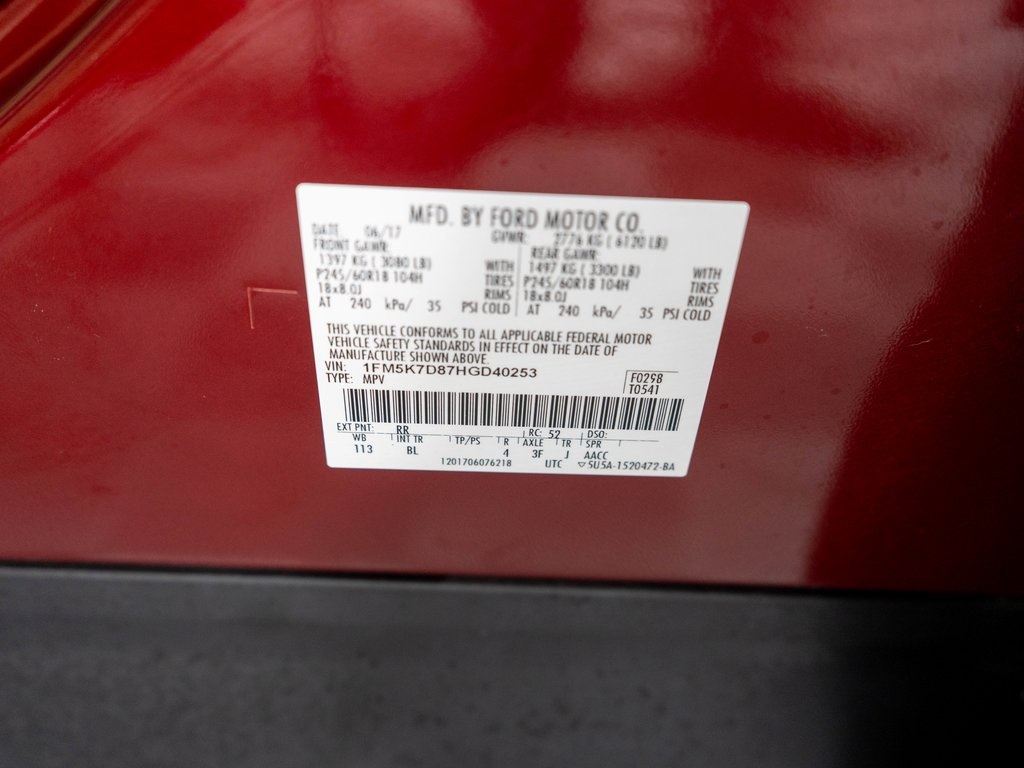 MFD. BY FORD MOTOR CO.
DATE 06/17 GVWR: 2776 KG ( 6120 LB)
FRONT GAWR: REAR GAWR:
1397 KG ( 3080 LB) WITH 1497 KG ( 3300 LB) WITH
P245/60R18 104H TIRES P245/60R18 104H TIRES
18x8.0J RIMS 18x8.0J RIMS
AT 240 kPa/ 35 PSI COLD AT 240 kPa/ 35 PSI COLD
THIS VEHICLE CONFORMS TO ALL APPLICABLE FEDERAL MOTOR
VEHICLE SAFETY STANDARDS IN EFFECT ON THE DATE OF
MANUFACTURE SHOWN ABOVE.
VIN: 1FM5K7D87HGD40253
TYPE: MPV
F0298
T0541
EXT PNT: RR RC: 52 DSO:
WB INT TR TP/PS R AXLE TR SPR
113 BL 4 3F J AACC
1201706076218 UTC ▽5U5A-1520472-BA